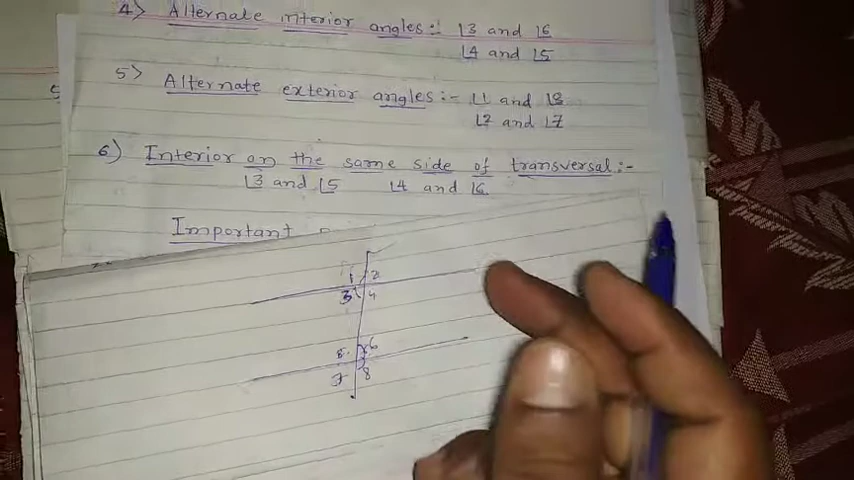 4) Alternate interior angles:- ∠3 and ∠6
∠4 and ∠5
5) Alternate exterior angles:- ∠1 and ∠8
∠2 and ∠7
6) Interior on the same side of transversal:-
∠3 and ∠5 ∠4 and ∠6
Important
1 2
3 4
5 6
7 8